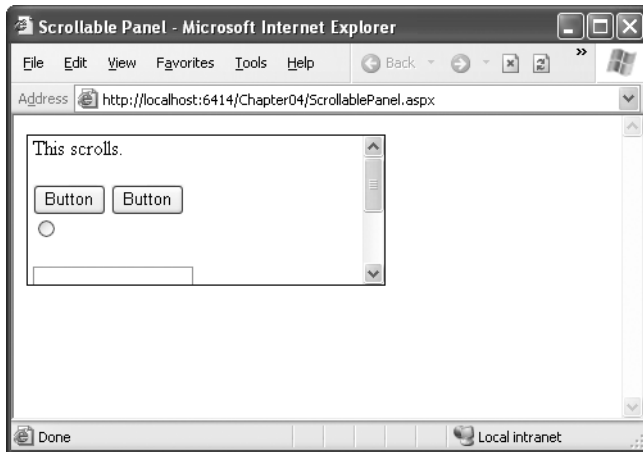 Scrollable Panel - Microsoft Internet Explorer
File Edit View Favorites Tools Help Back »
Address http://localhost:6414/Chapter04/ScrollablePanel.aspx
This scrolls.
Button Button
Done Local intranet